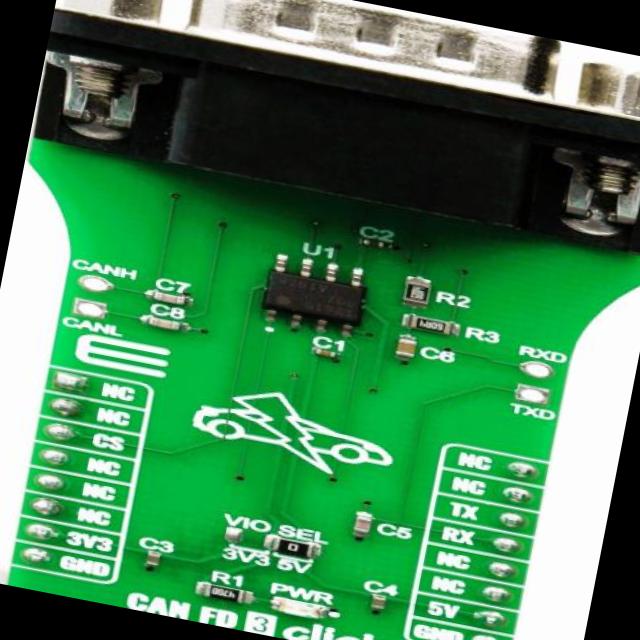 C2
U1
CANH
C7
R2
C8
CANL
R3
C1
C6
RXD
TXD
NC
NC
CS
NC
NC
NC
3V3
GND
NC
NC
TX
RX
NC
NC
5V
GND
C5
VIO SEL
3V3 5V
C3
R1
PWR
C4
CAN FD 3 click